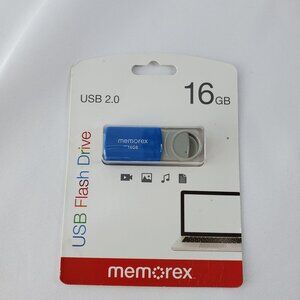 USB 2.0
16GB
USB Flash Drive
memorex
16GB
memorex